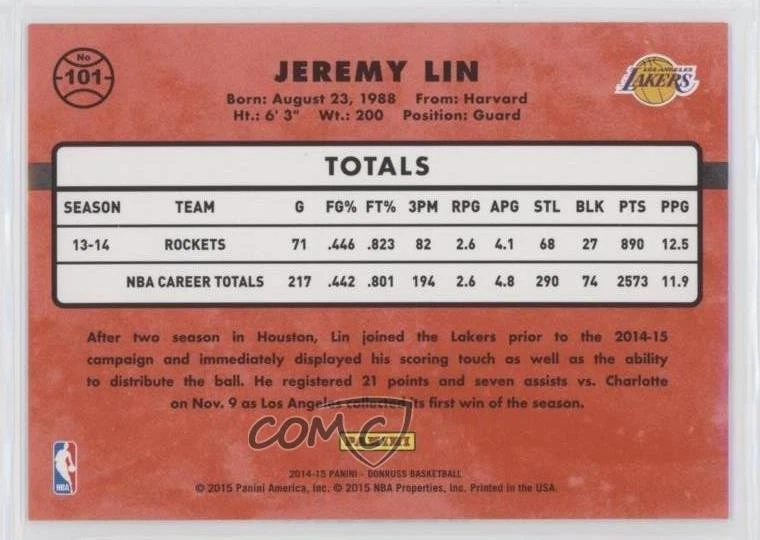 No
101
JEREMY LIN
LOS ANGELES
LAKERS
Born: August 23, 1988 From: Harvard
Ht.: 6' 3" Wt.: 200 Position: Guard
TOTALS
SEASON TEAM G FG% FT% 3PM RPG APG STL BLK PTS PPG
13-14 ROCKETS 71 .446 .823 82 2.6 4.1 68 27 890 12.5
NBA CAREER TOTALS 217 .442 .801 194 2.6 4.8 290 74 2573 11.9
After two season in Houston, Lin joined the Lakers prior to the 2014-15
campaign and immediately displayed his scoring touch as well as the ability
to distribute the ball. He registered 21 points and seven assists vs. Charlotte
on Nov. 9 as Los Angeles collected its first win of the season.
COMC
PANINI
NBA
2014-15 PANINI - DONRUSS BASKETBALL
© 2015 Panini America, Inc. © 2015 NBA Properties, Inc. Printed in the USA.